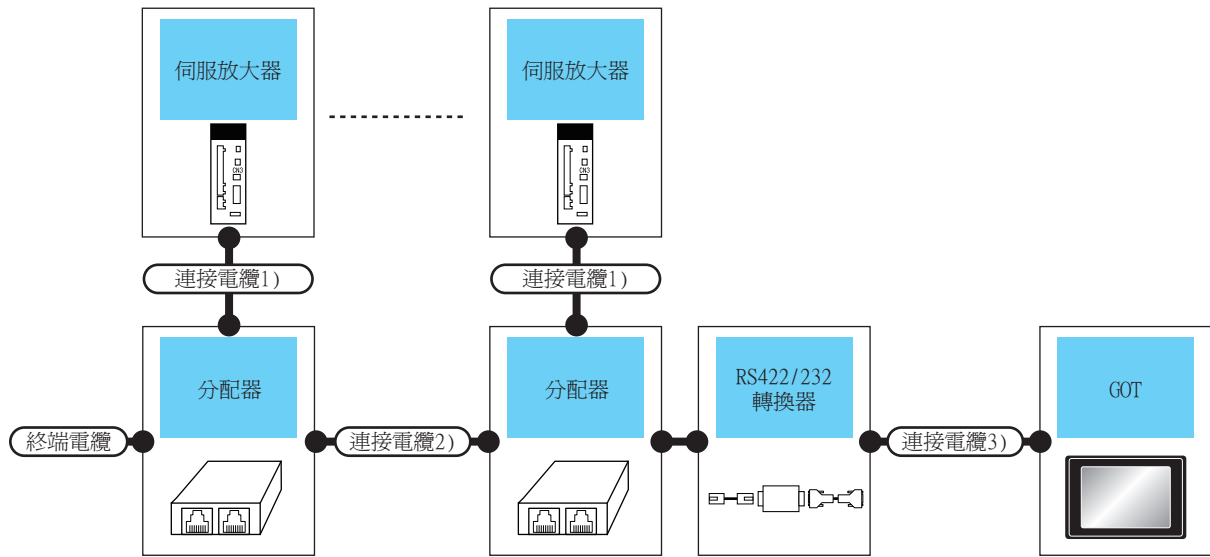 伺服放大器
伺服放大器
CN3
CN3
連接電纜1)
連接電纜1)
分配器
分配器
RS422/232
轉換器
GOT
終端電纜
連接電纜2)
連接電纜3)